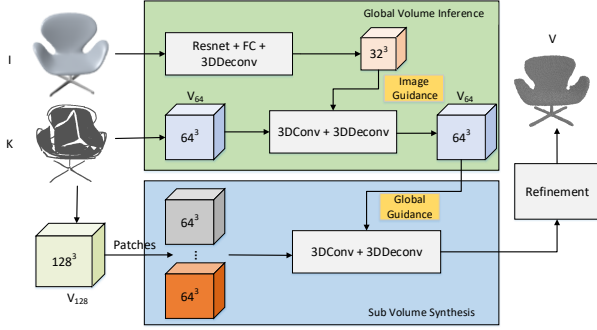 Global Volume Inference
V
I
Resnet + FC +
3DDeconv
32³
Image
Guidance
V₆₄
V₆₄
K
64³
3DConv + 3DDeconv
64³
Refinement
Global
Guidance
64³
128³
Patches
3DConv + 3DDeconv
⋮
64³
V₁₂₈
Sub Volume Synthesis